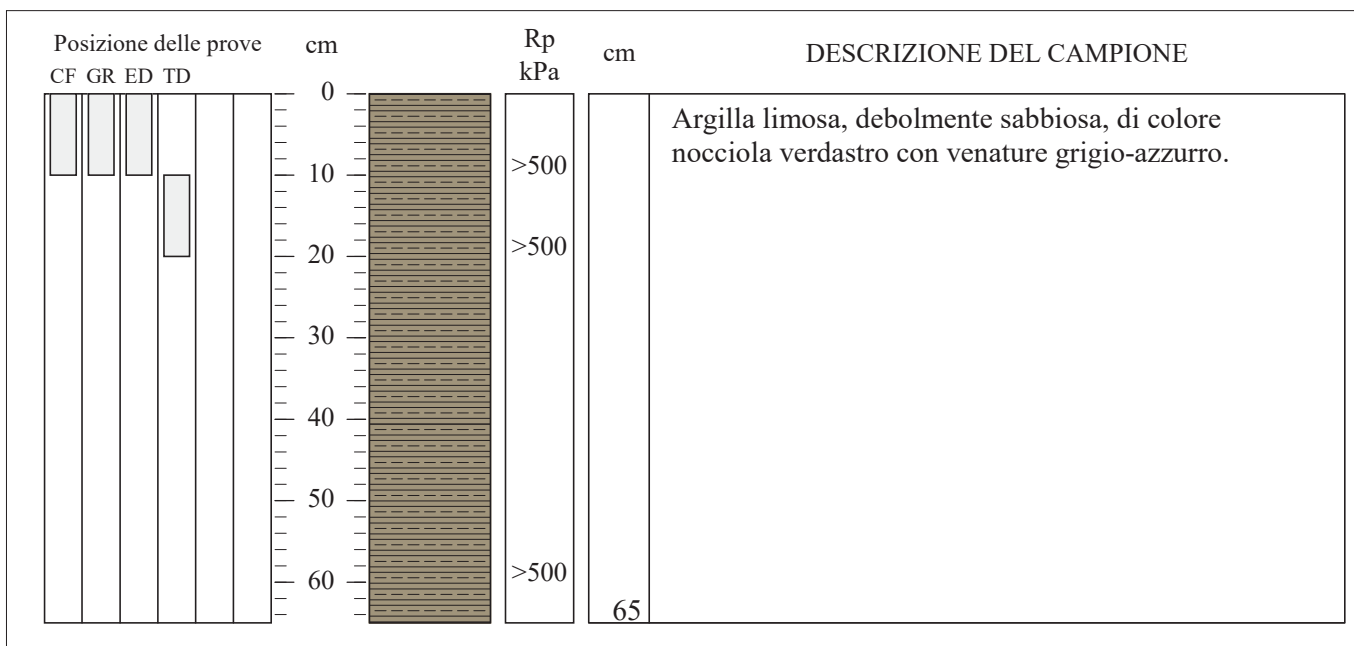 Posizione delle prove
CF GR ED TD
cm
Rp
kPa
cm
DESCRIZIONE DEL CAMPIONE
0
10
20
30
40
50
60
>500
>500
>500
65
Argilla limosa, debolmente sabbiosa, di colore
nocciola verdastro con venature grigio-azzurro.